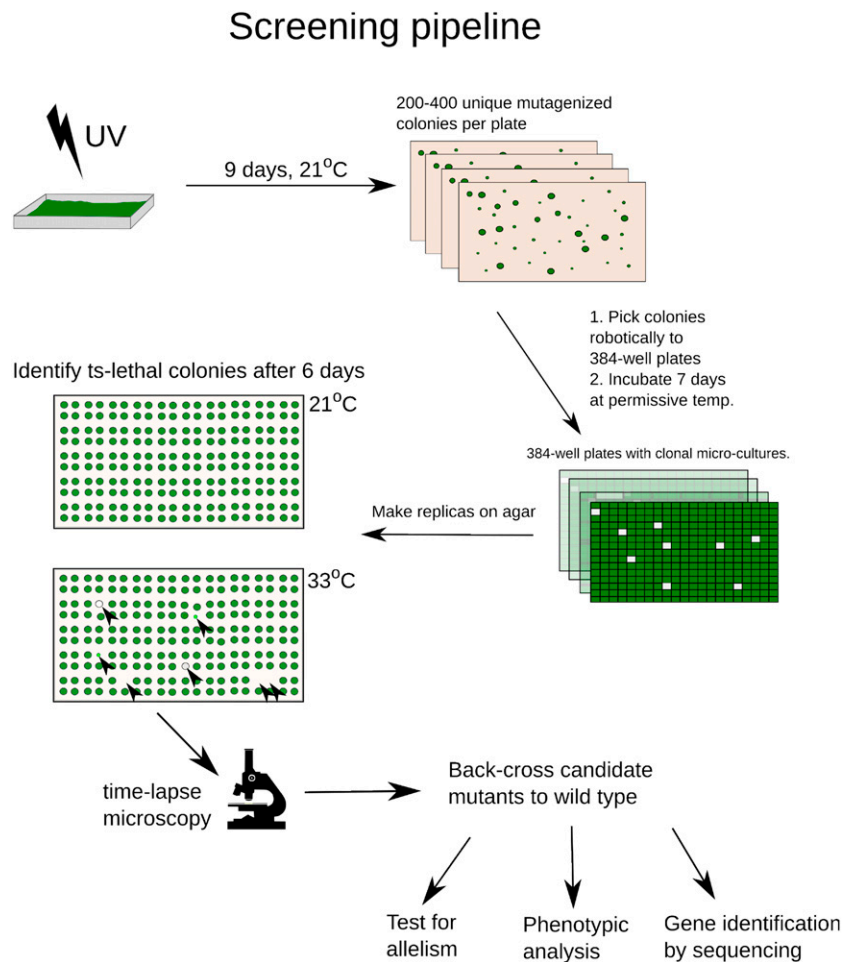 Screening pipeline
UV
9 days, 21°C
200-400 unique mutagenized
colonies per plate
1. Pick colonies
robotically to
384-well plates
2. Incubate 7 days
at permissive temp.
384-well plates with clonal micro-cultures.
Make replicas on agar
Identify ts-lethal colonies after 6 days
21°C
33°C
time-lapse
microscopy
Back-cross candidate
mutants to wild type
Test for
allelism
Phenotypic
analysis
Gene identification
by sequencing